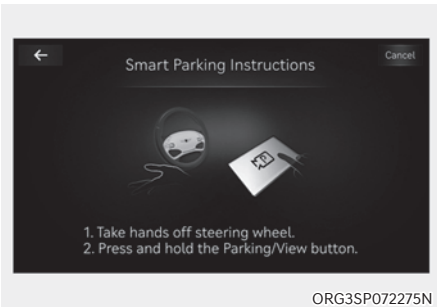 Smart Parking Instructions
Cancel
1. Take hands off steering wheel.
2. Press and hold the Parking/View button.
ORG3SP072275N